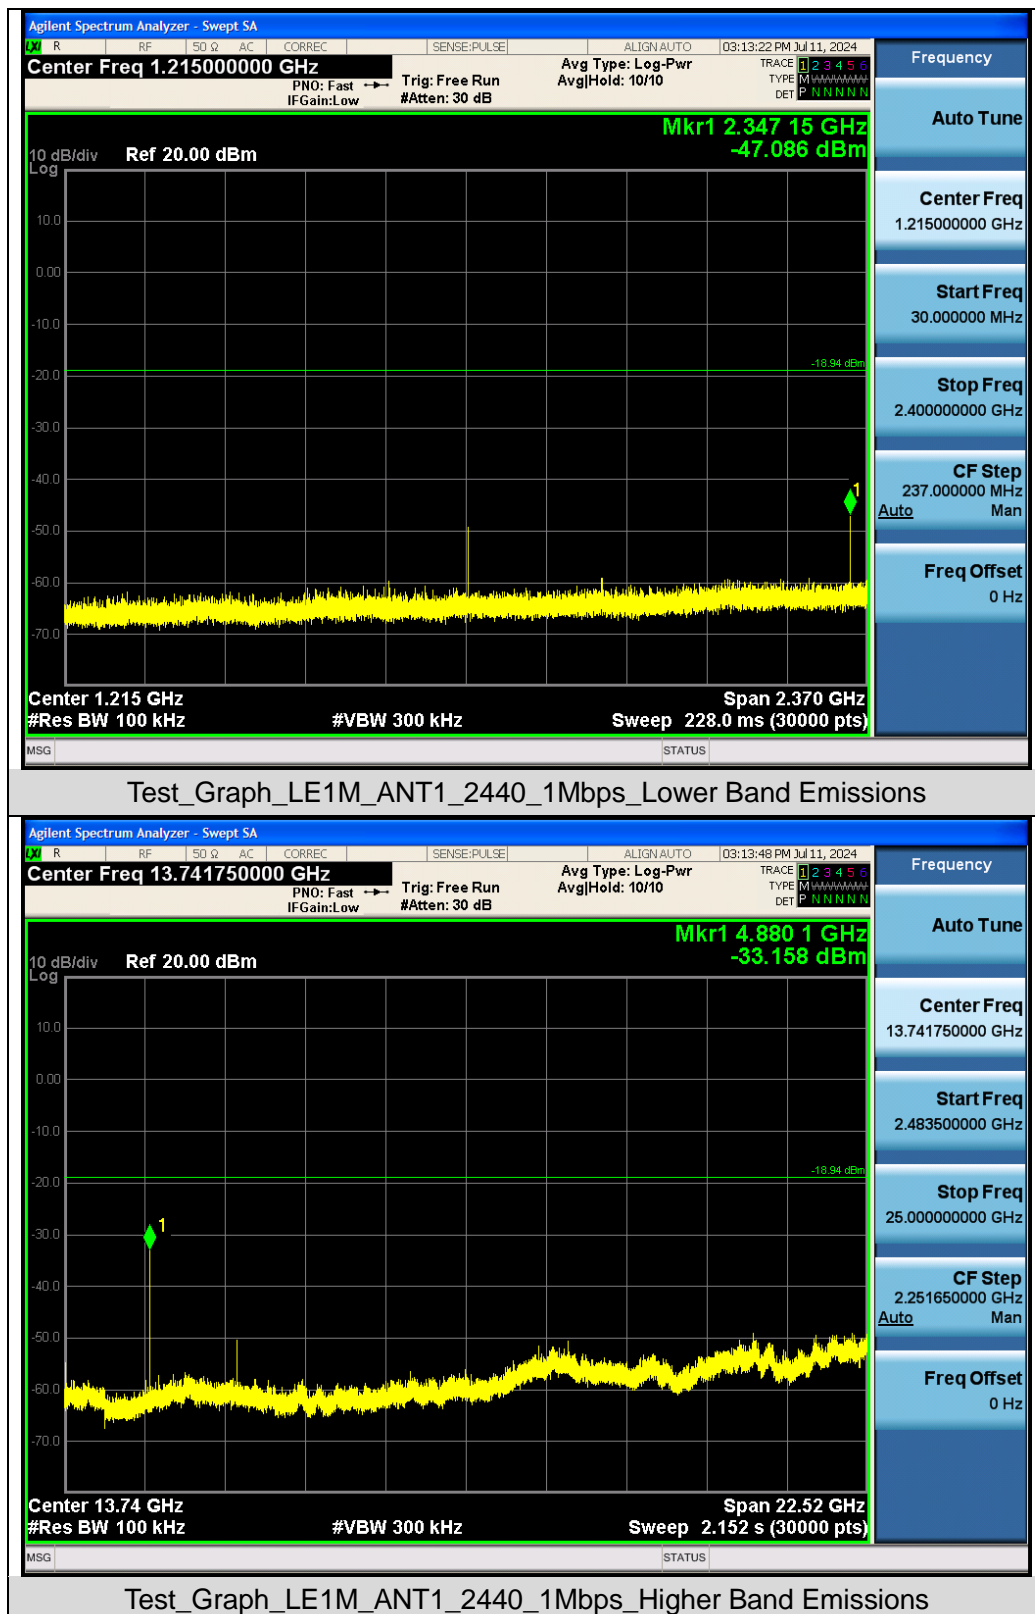 Agilent Spectrum Analyzer - Swept SA
LXI R RF 50 Ω AC CORREC SENSE:PULSE ALIGN AUTO 03:13:22 PM Jul 11, 2024
Center Freq 1.215000000 GHz
PNO: Fast
IFGain:Low
Trig: Free Run
#Atten: 30 dB
Avg Type: Log-Pwr
Avg|Hold: 10/10
TRACE 1 2 3 4 5 6
TYPE M
DET P N N N N N
Mkr1 2.347 15 GHz
-47.086 dBm
10 dB/div Ref 20.00 dBm
Log
10.0
0.00
-10.0
-18.94 dBm
-20.0
-30.0
-40.0
1
-50.0
-60.0
-70.0
Center 1.215 GHz Span 2.370 GHz
#Res BW 100 kHz #VBW 300 kHz Sweep 228.0 ms (30000 pts)
MSG STATUS
Frequency
Auto Tune
Center Freq
1.215000000 GHz
Start Freq
30.000000 MHz
Stop Freq
2.400000000 GHz
CF Step
237.000000 MHz
Auto Man
Freq Offset
0 Hz
Test_Graph_LE1M_ANT1_2440_1Mbps_Lower Band Emissions
Agilent Spectrum Analyzer - Swept SA
LXI R RF 50 Ω AC CORREC SENSE:PULSE ALIGN AUTO 03:13:48 PM Jul 11, 2024
Center Freq 13.741750000 GHz
PNO: Fast
IFGain:Low
Trig: Free Run
#Atten: 30 dB
Avg Type: Log-Pwr
Avg|Hold: 10/10
TRACE 1 2 3 4 5 6
TYPE M
DET P N N N N N
Mkr1 4.880 1 GHz
-33.158 dBm
10 dB/div Ref 20.00 dBm
Log
10.0
0.00
-10.0
-18.94 dBm
-20.0
1
-30.0
-40.0
-50.0
-60.0
-70.0
Center 13.74 GHz Span 22.52 GHz
#Res BW 100 kHz #VBW 300 kHz Sweep 2.152 s (30000 pts)
MSG STATUS
Frequency
Auto Tune
Center Freq
13.741750000 GHz
Start Freq
2.483500000 GHz
Stop Freq
25.000000000 GHz
CF Step
2.251650000 GHz
Auto Man
Freq Offset
0 Hz
Test_Graph_LE1M_ANT1_2440_1Mbps_Higher Band Emissions